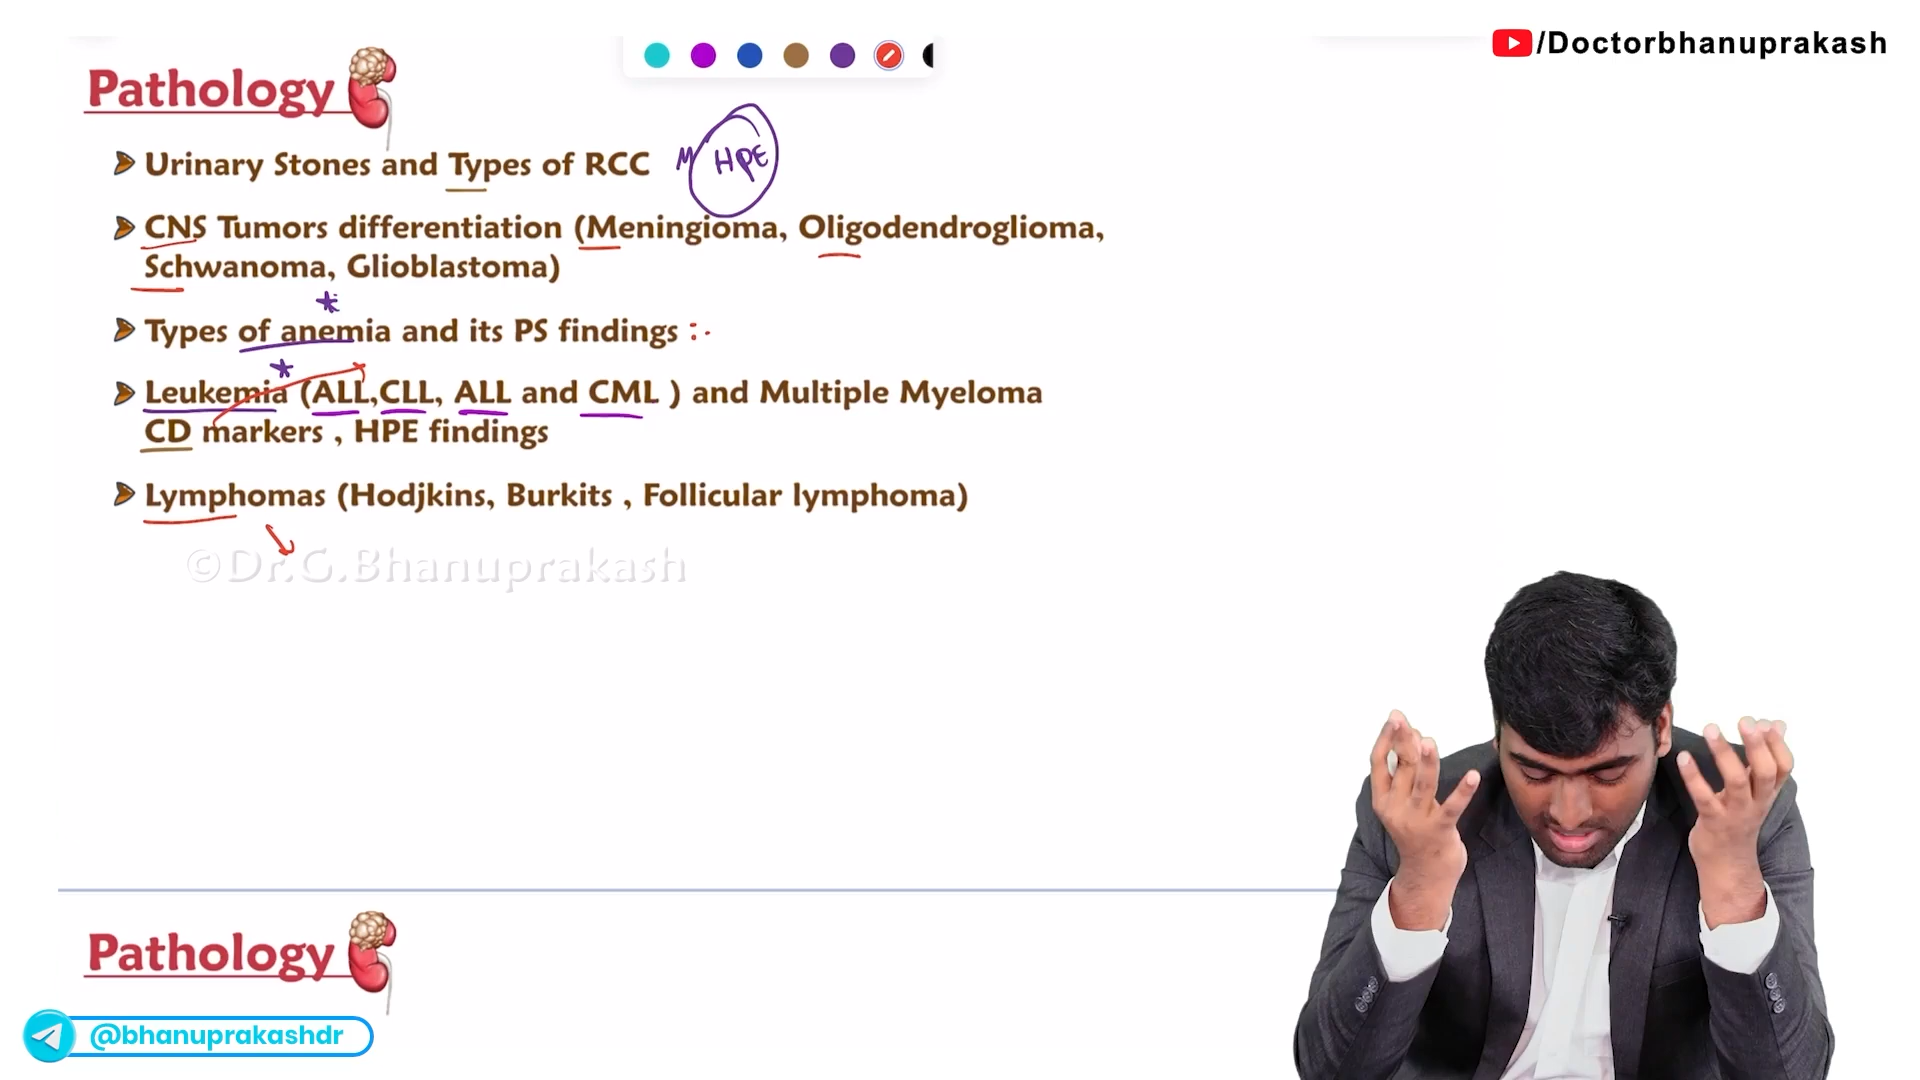 /Doctorbhanuprakash
Pathology
Urinary Stones and Types of RCC
HPE
CNS Tumors differentiation (Meningioma, Oligodendroglioma,
Schwanoma, Glioblastoma)
Types of anemia and its PS findings :.
Leukemia (ALL,CLL, ALL and CML ) and Multiple Myeloma
CD markers , HPE findings
Lymphomas (Hodjkins, Burkits , Follicular lymphoma)
©Dr.G.Bhanuprakash
Pathology
@bhanuprakashdr